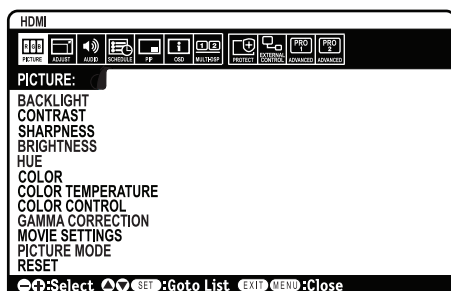 HDMI
RGB
PICTURE ADJUST AUDIO SCHEDULE PIP OSD MULTI-DSP PROTECT EXTERNAL CONTROL PRO 1 ADVANCED PRO 2 ADVANCED
PICTURE:
BACKLIGHT
CONTRAST
SHARPNESS
BRIGHTNESS
HUE
COLOR
COLOR TEMPERATURE
COLOR CONTROL
GAMMA CORRECTION
MOVIE SETTINGS
PICTURE MODE
RESET
:Select SET :Goto List EXIT MENU :Close